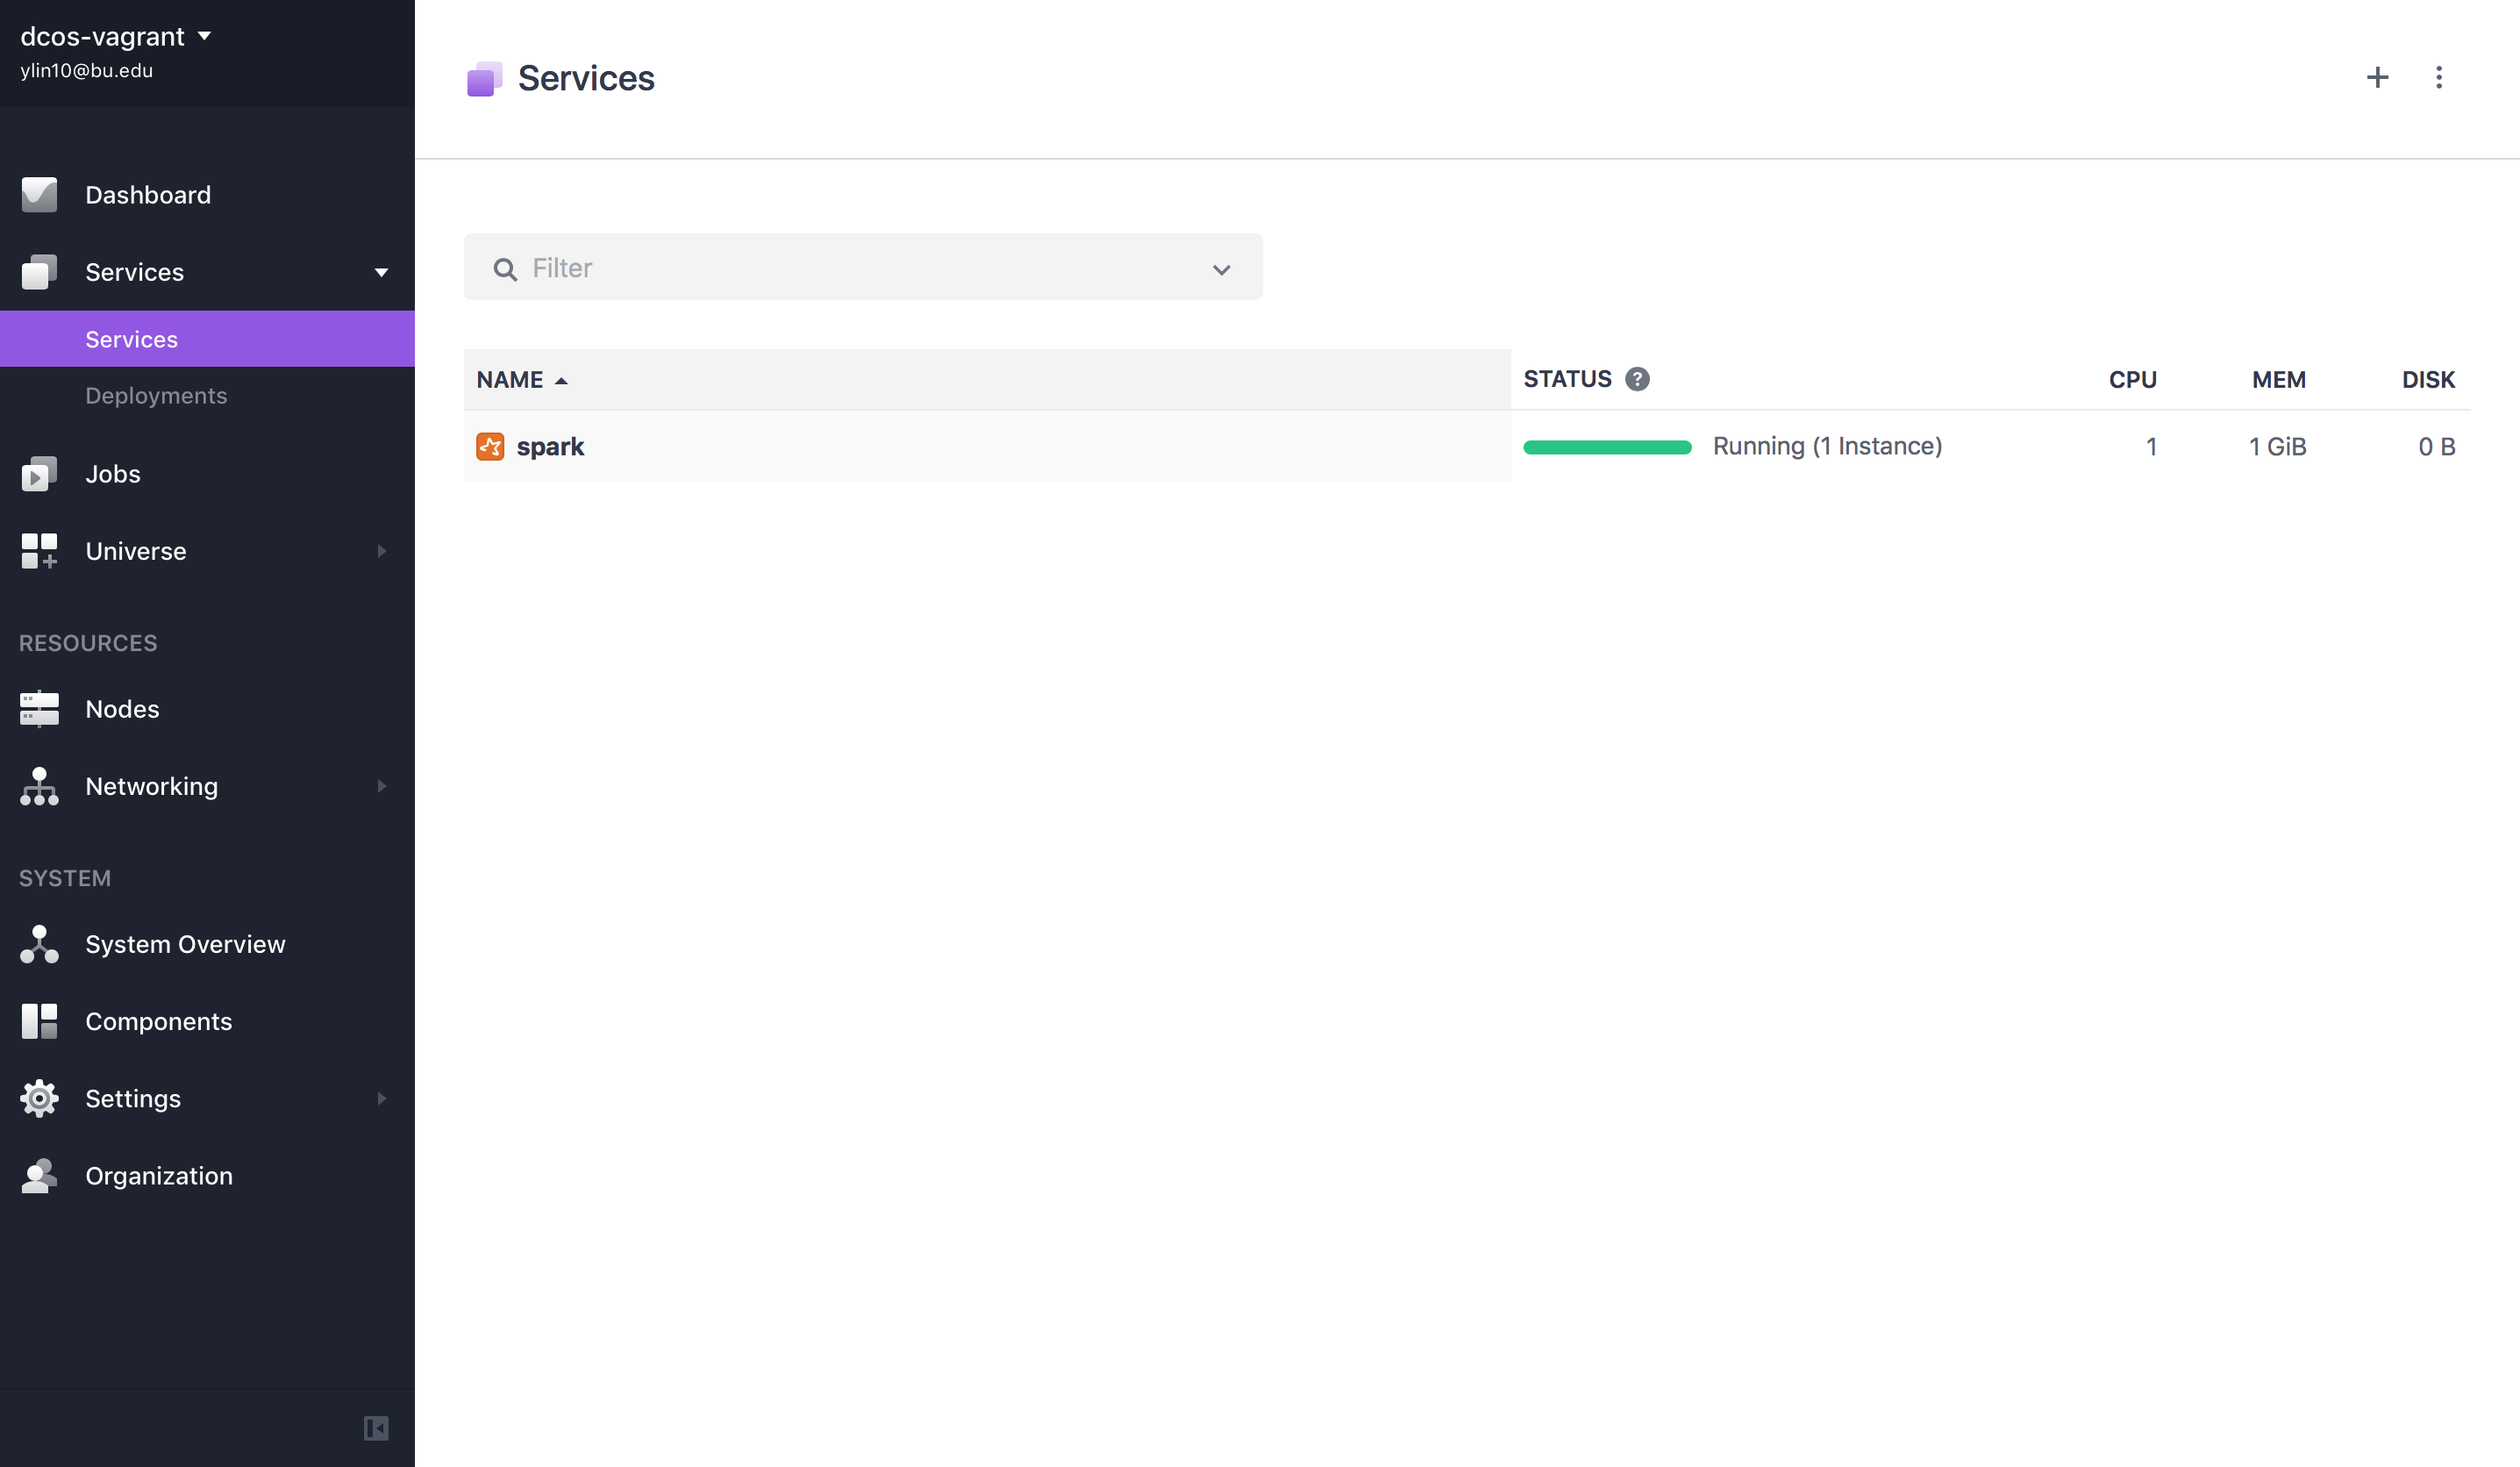 dcos-vagrant
ylin10@bu.edu
Dashboard
Services
Services
Deployments
Jobs
Universe
RESOURCES
Nodes
Networking
SYSTEM
System Overview
Components
Settings
Organization
Services
Filter
NAME STATUS ? CPU MEM DISK
spark Running (1 Instance) 1 1 GiB 0 B